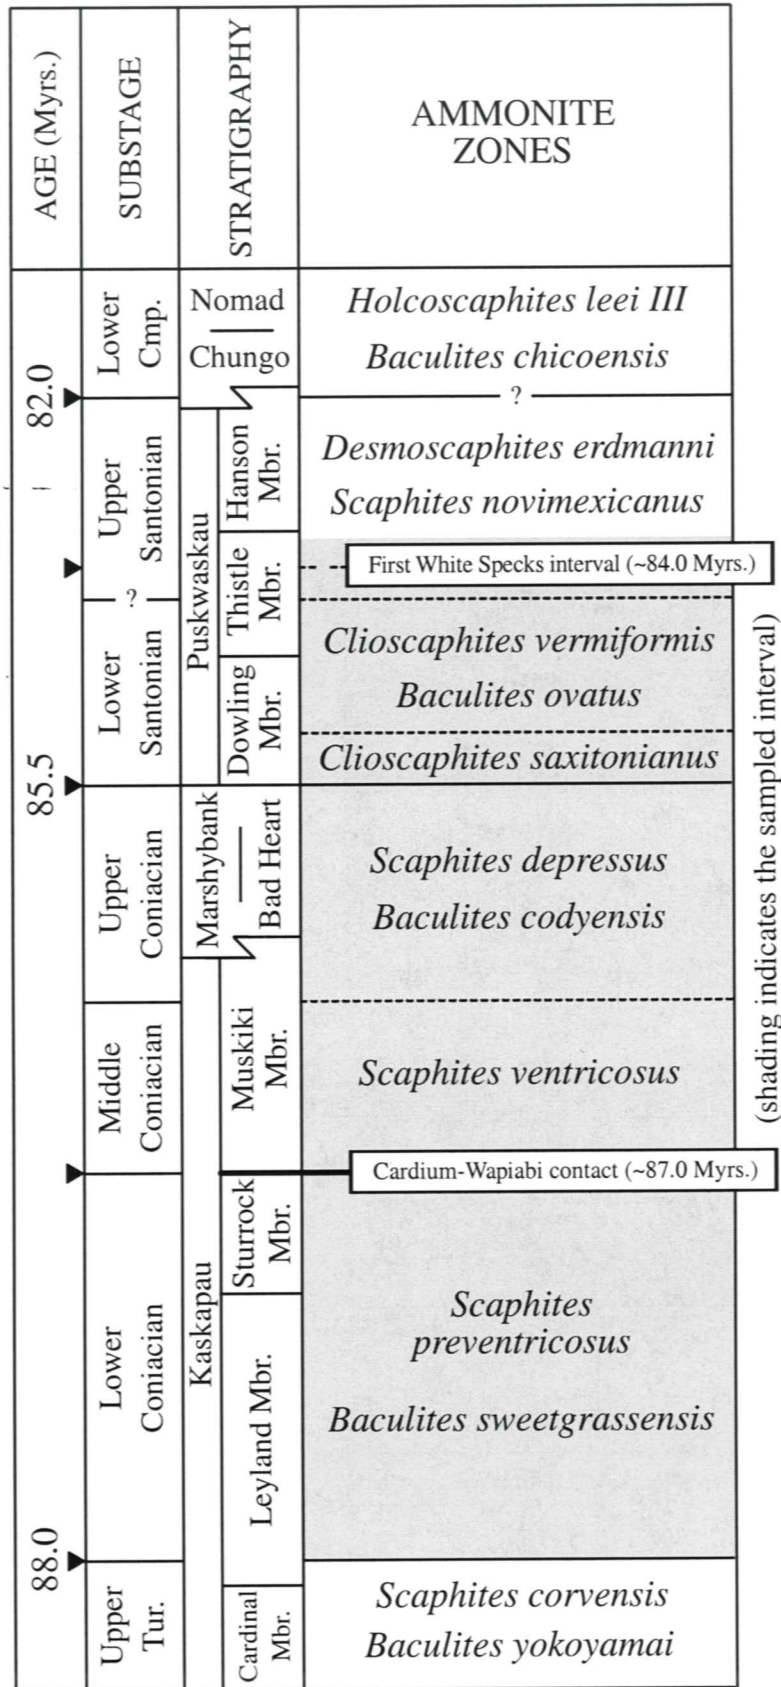 AGE (Myrs.)
SUBSTAGE
STRATIGRAPHY
AMMONITE
ZONES
82.0
85.5
88.0
Lower
Cmp.
Upper
Santonian
?
Lower
Santonian
Upper
Coniacian
Middle
Coniacian
Lower
Coniacian
Upper
Tur.
Nomad
Chungo
Puskwaskau
Hanson
Mbr.
Thistle
Mbr.
Dowling
Mbr.
Marshybank
Bad Heart
Kaskapau
Muskiki
Mbr.
Sturrock
Mbr.
Leyland Mbr.
Cardinal
Mbr.
Holcoscaphites leei III
Baculites chicoensis
?
Desmoscaphites erdmanni
Scaphites novimexicanus
First White Specks interval (~84.0 Myrs.)
Clioscaphites vermiformis
Baculites ovatus
Clioscaphites saxitonianus
Scaphites depressus
Baculites codyensis
Scaphites ventricosus
Cardium-Wapiabi contact (~87.0 Myrs.)
Scaphites
preventricosus
Baculites sweetgrassensis
Scaphites corvensis
Baculites yokoyamai
(shading indicates the sampled interval)